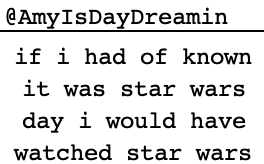 @AmyIsDayDreamin
if i had of known
it was star wars
day i would have
watched star wars